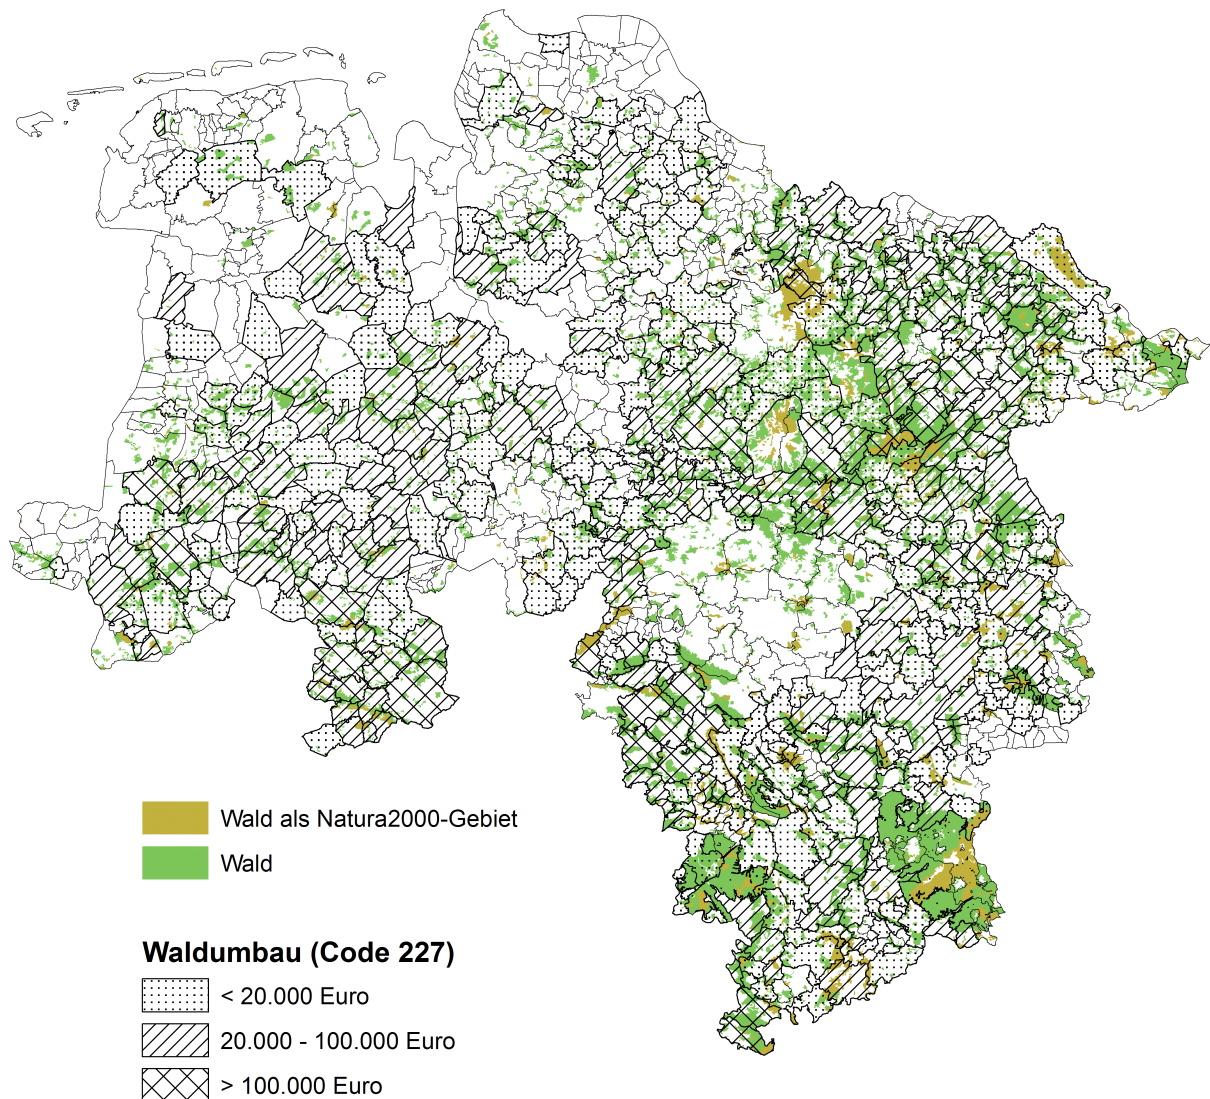 Wald als Natura2000-Gebiet
Wald
Waldumbau (Code 227)
< 20.000 Euro
20.000 - 100.000 Euro
> 100.000 Euro